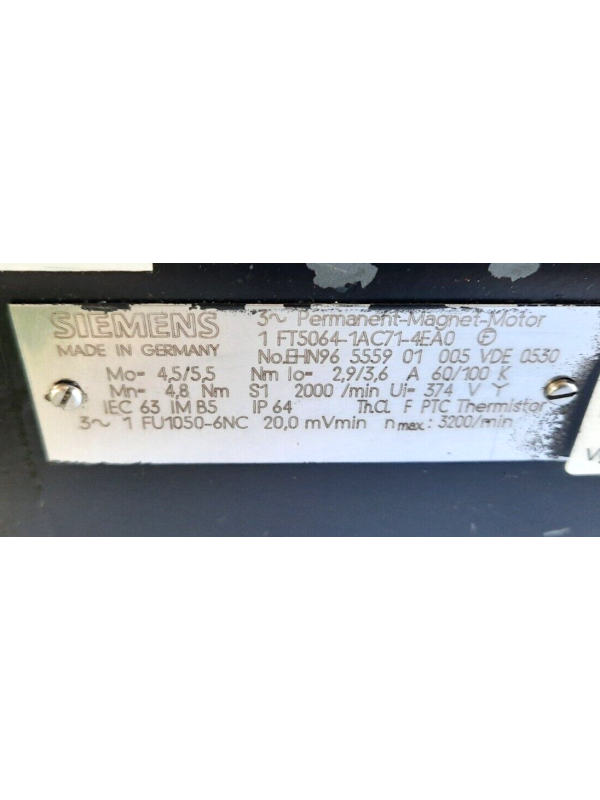 SIEMENS 3~ Permanent-Magnet-Motor
1 FT5064-1AC71-4EA0 F
MADE IN GERMANY No.EHN96 5559 01 005 VDE 0530
Mo= 4,5/5,5 Nm Io= 2,9/3,6 A 60/100 K
Mn= 4,8 Nm S1 2000 /min Ui= 374 V Y
IEC 63 IM B5 IP 64 Th.Cl. F PTC Thermistor
3~ 1 FU1050-6NC 20,0 mVmin nmax.: 3200/min